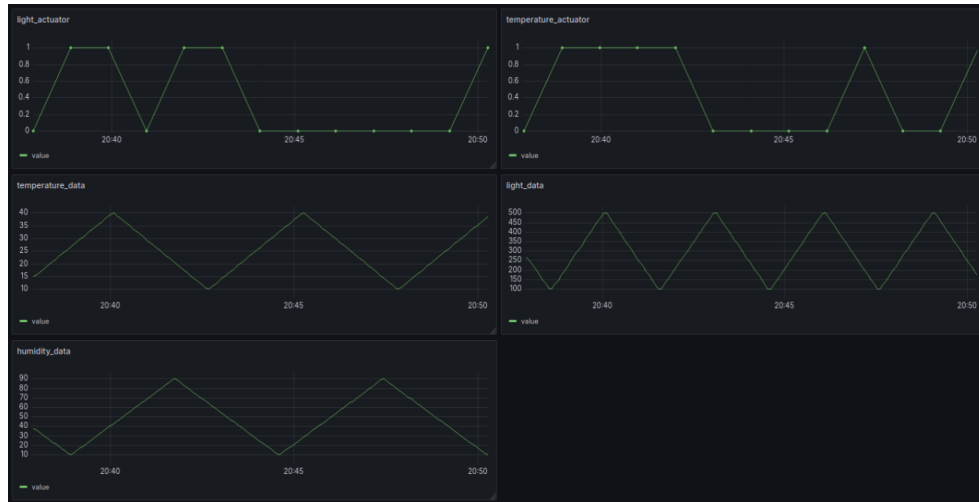 light_actuator
1
0.8
0.6
0.4
0.2
0
20:40 20:45 20:50
value
temperature_actuator
1
0.8
0.6
0.4
0.2
0
20:40 20:45 20:50
value
temperature_data
40
35
30
25
20
15
10
20:40 20:45 20:50
value
light_data
500
450
400
350
300
250
200
150
100
20:40 20:45 20:50
value
humidity_data
90
80
70
60
50
40
30
20
10
20:40 20:45 20:50
value